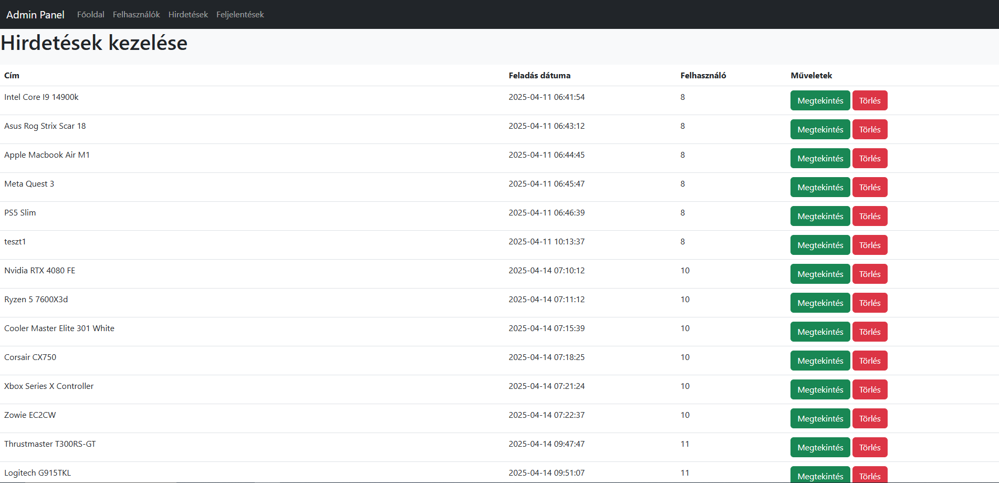 Admin Panel Főoldal Felhasználók Hirdetések Feljelentések
Hirdetések kezelése
Cím Feladás dátuma Felhasználó Műveletek
Intel Core I9 14900k 2025-04-11 06:41:54 8 Megtekintés Törlés
Asus Rog Strix Scar 18 2025-04-11 06:43:12 8 Megtekintés Törlés
Apple Macbook Air M1 2025-04-11 06:44:45 8 Megtekintés Törlés
Meta Quest 3 2025-04-11 06:45:47 8 Megtekintés Törlés
PS5 Slim 2025-04-11 06:46:39 8 Megtekintés Törlés
teszt1 2025-04-11 10:13:37 8 Megtekintés Törlés
Nvidia RTX 4080 FE 2025-04-14 07:10:12 10 Megtekintés Törlés
Ryzen 5 7600X3d 2025-04-14 07:11:12 10 Megtekintés Törlés
Cooler Master Elite 301 White 2025-04-14 07:15:39 10 Megtekintés Törlés
Corsair CX750 2025-04-14 07:18:25 10 Megtekintés Törlés
Xbox Series X Controller 2025-04-14 07:21:24 10 Megtekintés Törlés
Zowie EC2CW 2025-04-14 07:22:37 10 Megtekintés Törlés
Thrustmaster T300RS-GT 2025-04-14 09:47:47 11 Megtekintés Törlés
Logitech G915TKL 2025-04-14 09:51:07 11 Megtekintés Törlés